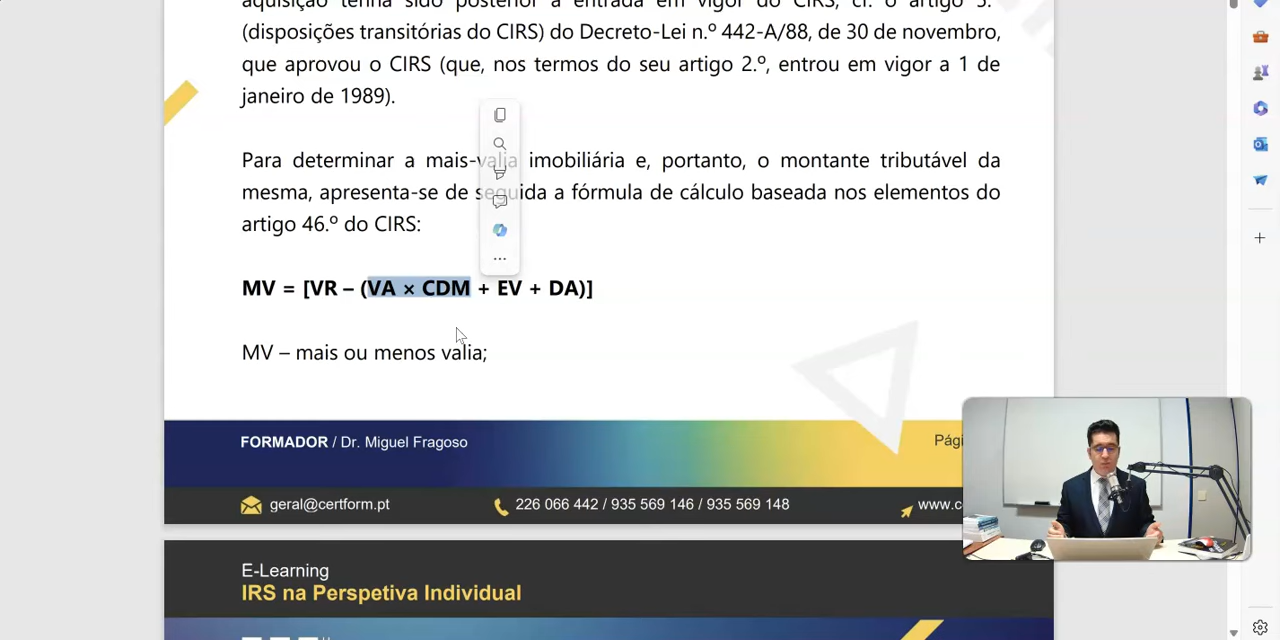 aquisição tenha sido posterior à entrada em vigor do CIRS, cf. o artigo 5.º
(disposições transitórias do CIRS) do Decreto-Lei n.º 442-A/88, de 30 de novembro,
que aprovou o CIRS (que, nos termos do seu artigo 2.º, entrou em vigor a 1 de
janeiro de 1989).
Para determinar a mais-valia imobiliária e, portanto, o montante tributável da
mesma, apresenta-se de seguida a fórmula de cálculo baseada nos elementos do
artigo 46.º do CIRS:
MV = [VR – (VA × CDM + EV + DA)]
MV – mais ou menos valia;
FORMADOR / Dr. Miguel Fragoso
Pági
geral@certform.pt
226 066 442 / 935 569 146 / 935 569 148
www.c
E-Learning
IRS na Perspetiva Individual